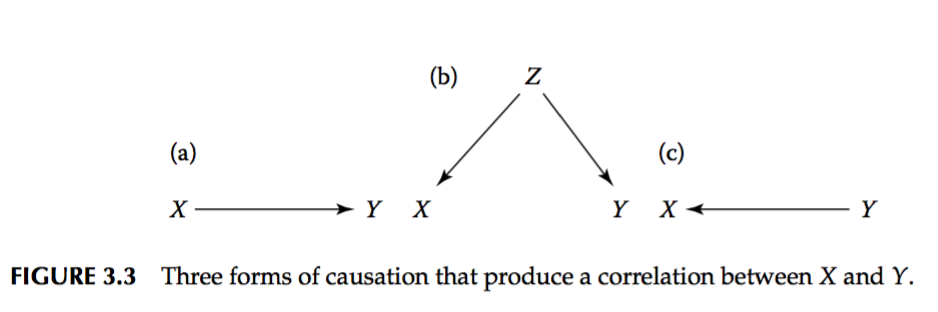 (b) Z
(a) (c)
X Y X Y X Y
FIGURE 3.3 Three forms of causation that produce a correlation between X and Y.